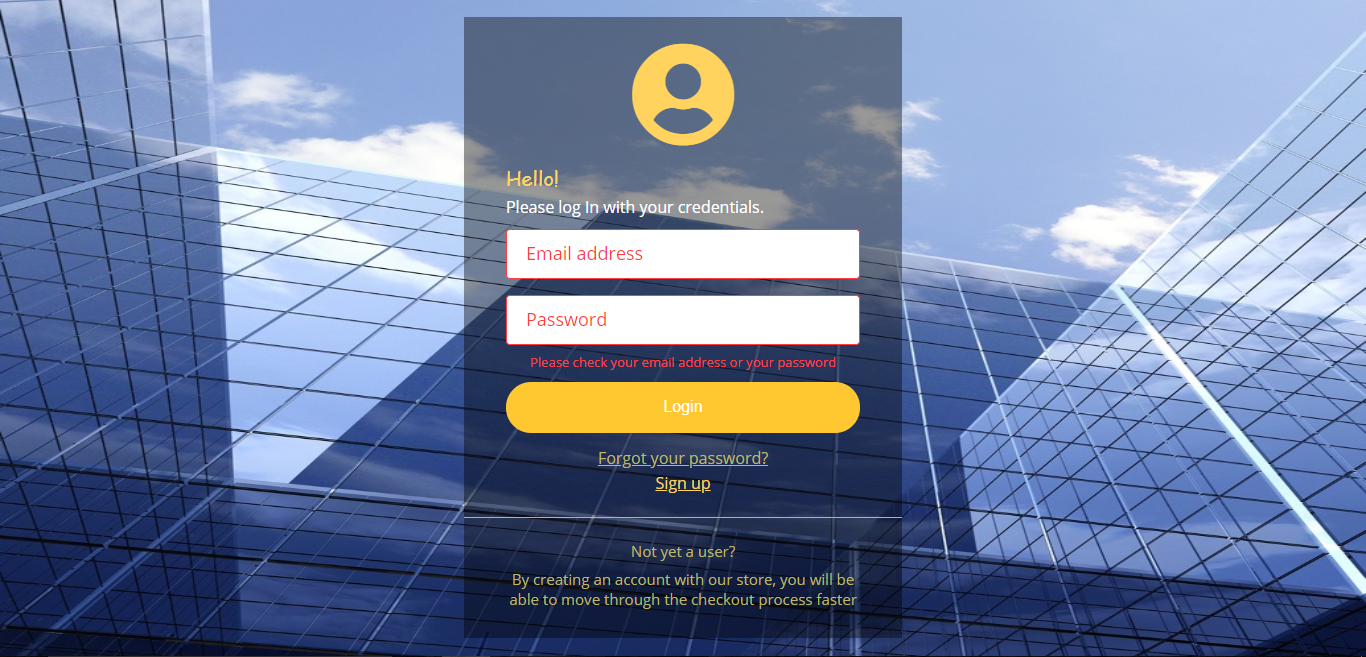 Hello!
Please log In with your credentials.
Email address
Password
Please check your email address or your password
Login
Forgot your password?
Sign up
Not yet a user?
By creating an account with our store, you will be
able to move through the checkout process faster